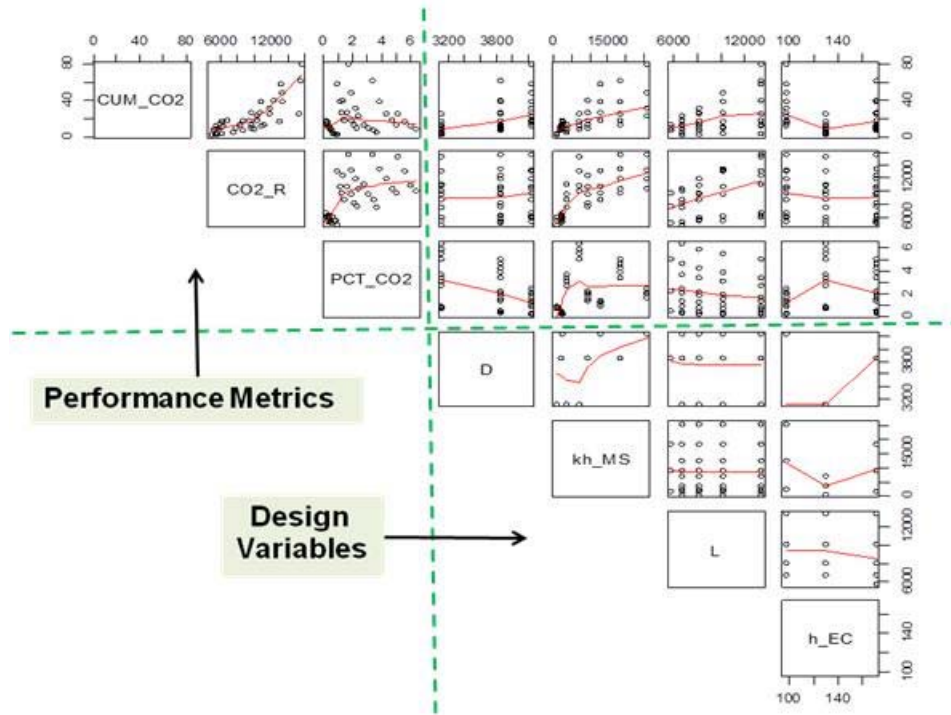 0 40 80
6000 12000
0 2 4 6
3200 3800
0 15000
6000 12000
100 140
CUM_CO2
0 40 80
CO2_R
6000 12000
PCT_CO2
0 2 4 6
Performance Metrics
D
3200 3800
kh_MS
0 15000
Design
Variables
L
6000 12000
h_EC
100 140
100 140